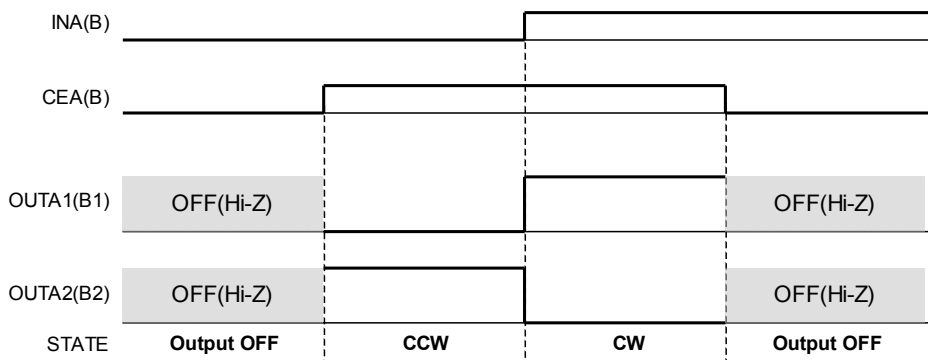 INA(B)
CEA(B)
OUTA1(B1) OFF(Hi-Z) OFF(Hi-Z)
OUTA2(B2) OFF(Hi-Z) OFF(Hi-Z)
STATE Output OFF CCW CW Output OFF